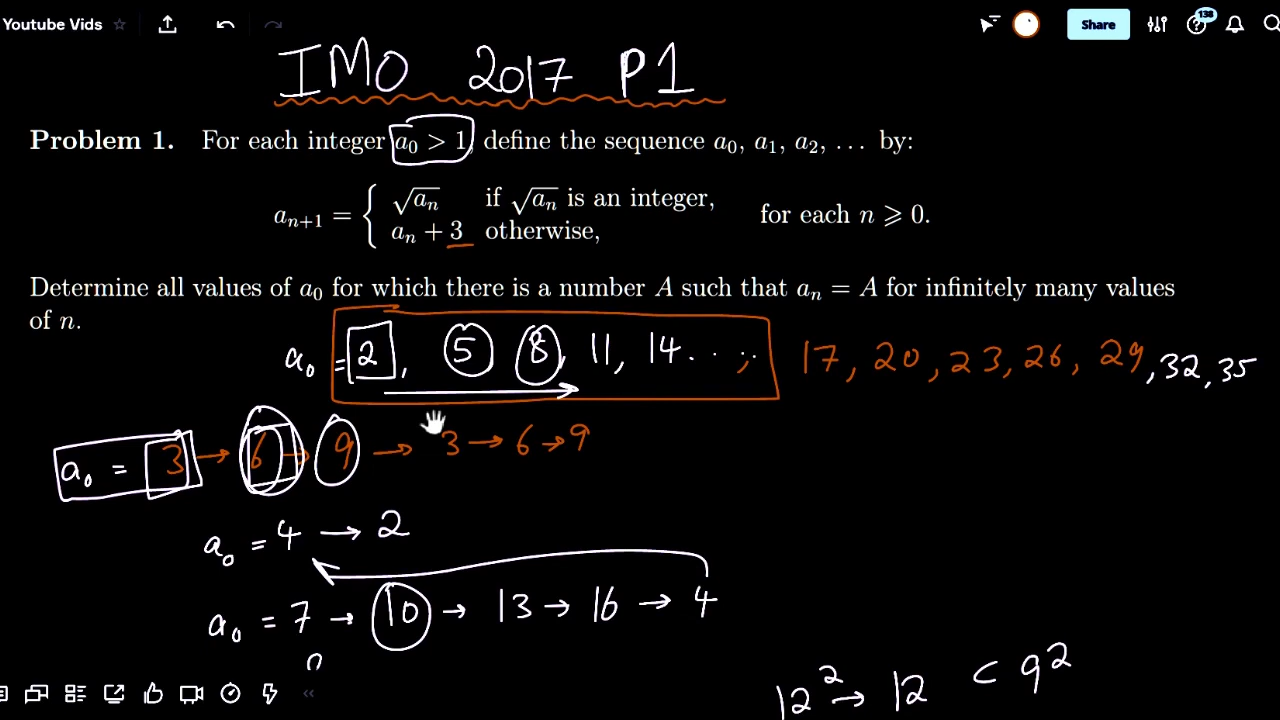 Youtube Vids
Share
138
IMO 2017 P1
Problem 1. For each integer a₀ > 1, define the sequence a₀, a₁, a₂, … by:
aₙ₊₁ = { √aₙ if √aₙ is an integer,
aₙ + 3 otherwise,
for each n ⩾ 0.
Determine all values of a₀ for which there is a number A such that aₙ = A for infinitely many values
of n.
a₀ = 2, 5 8, 11, 14 . . , . 17, 20, 23, 26, 29, 32, 35
a₀ = 3 → 6 → 9 → 3 → 6 → 9
a₀ = 4 → 2
a₀ = 7 → 10 → 13 → 16 → 4
12² → 12 < 9²